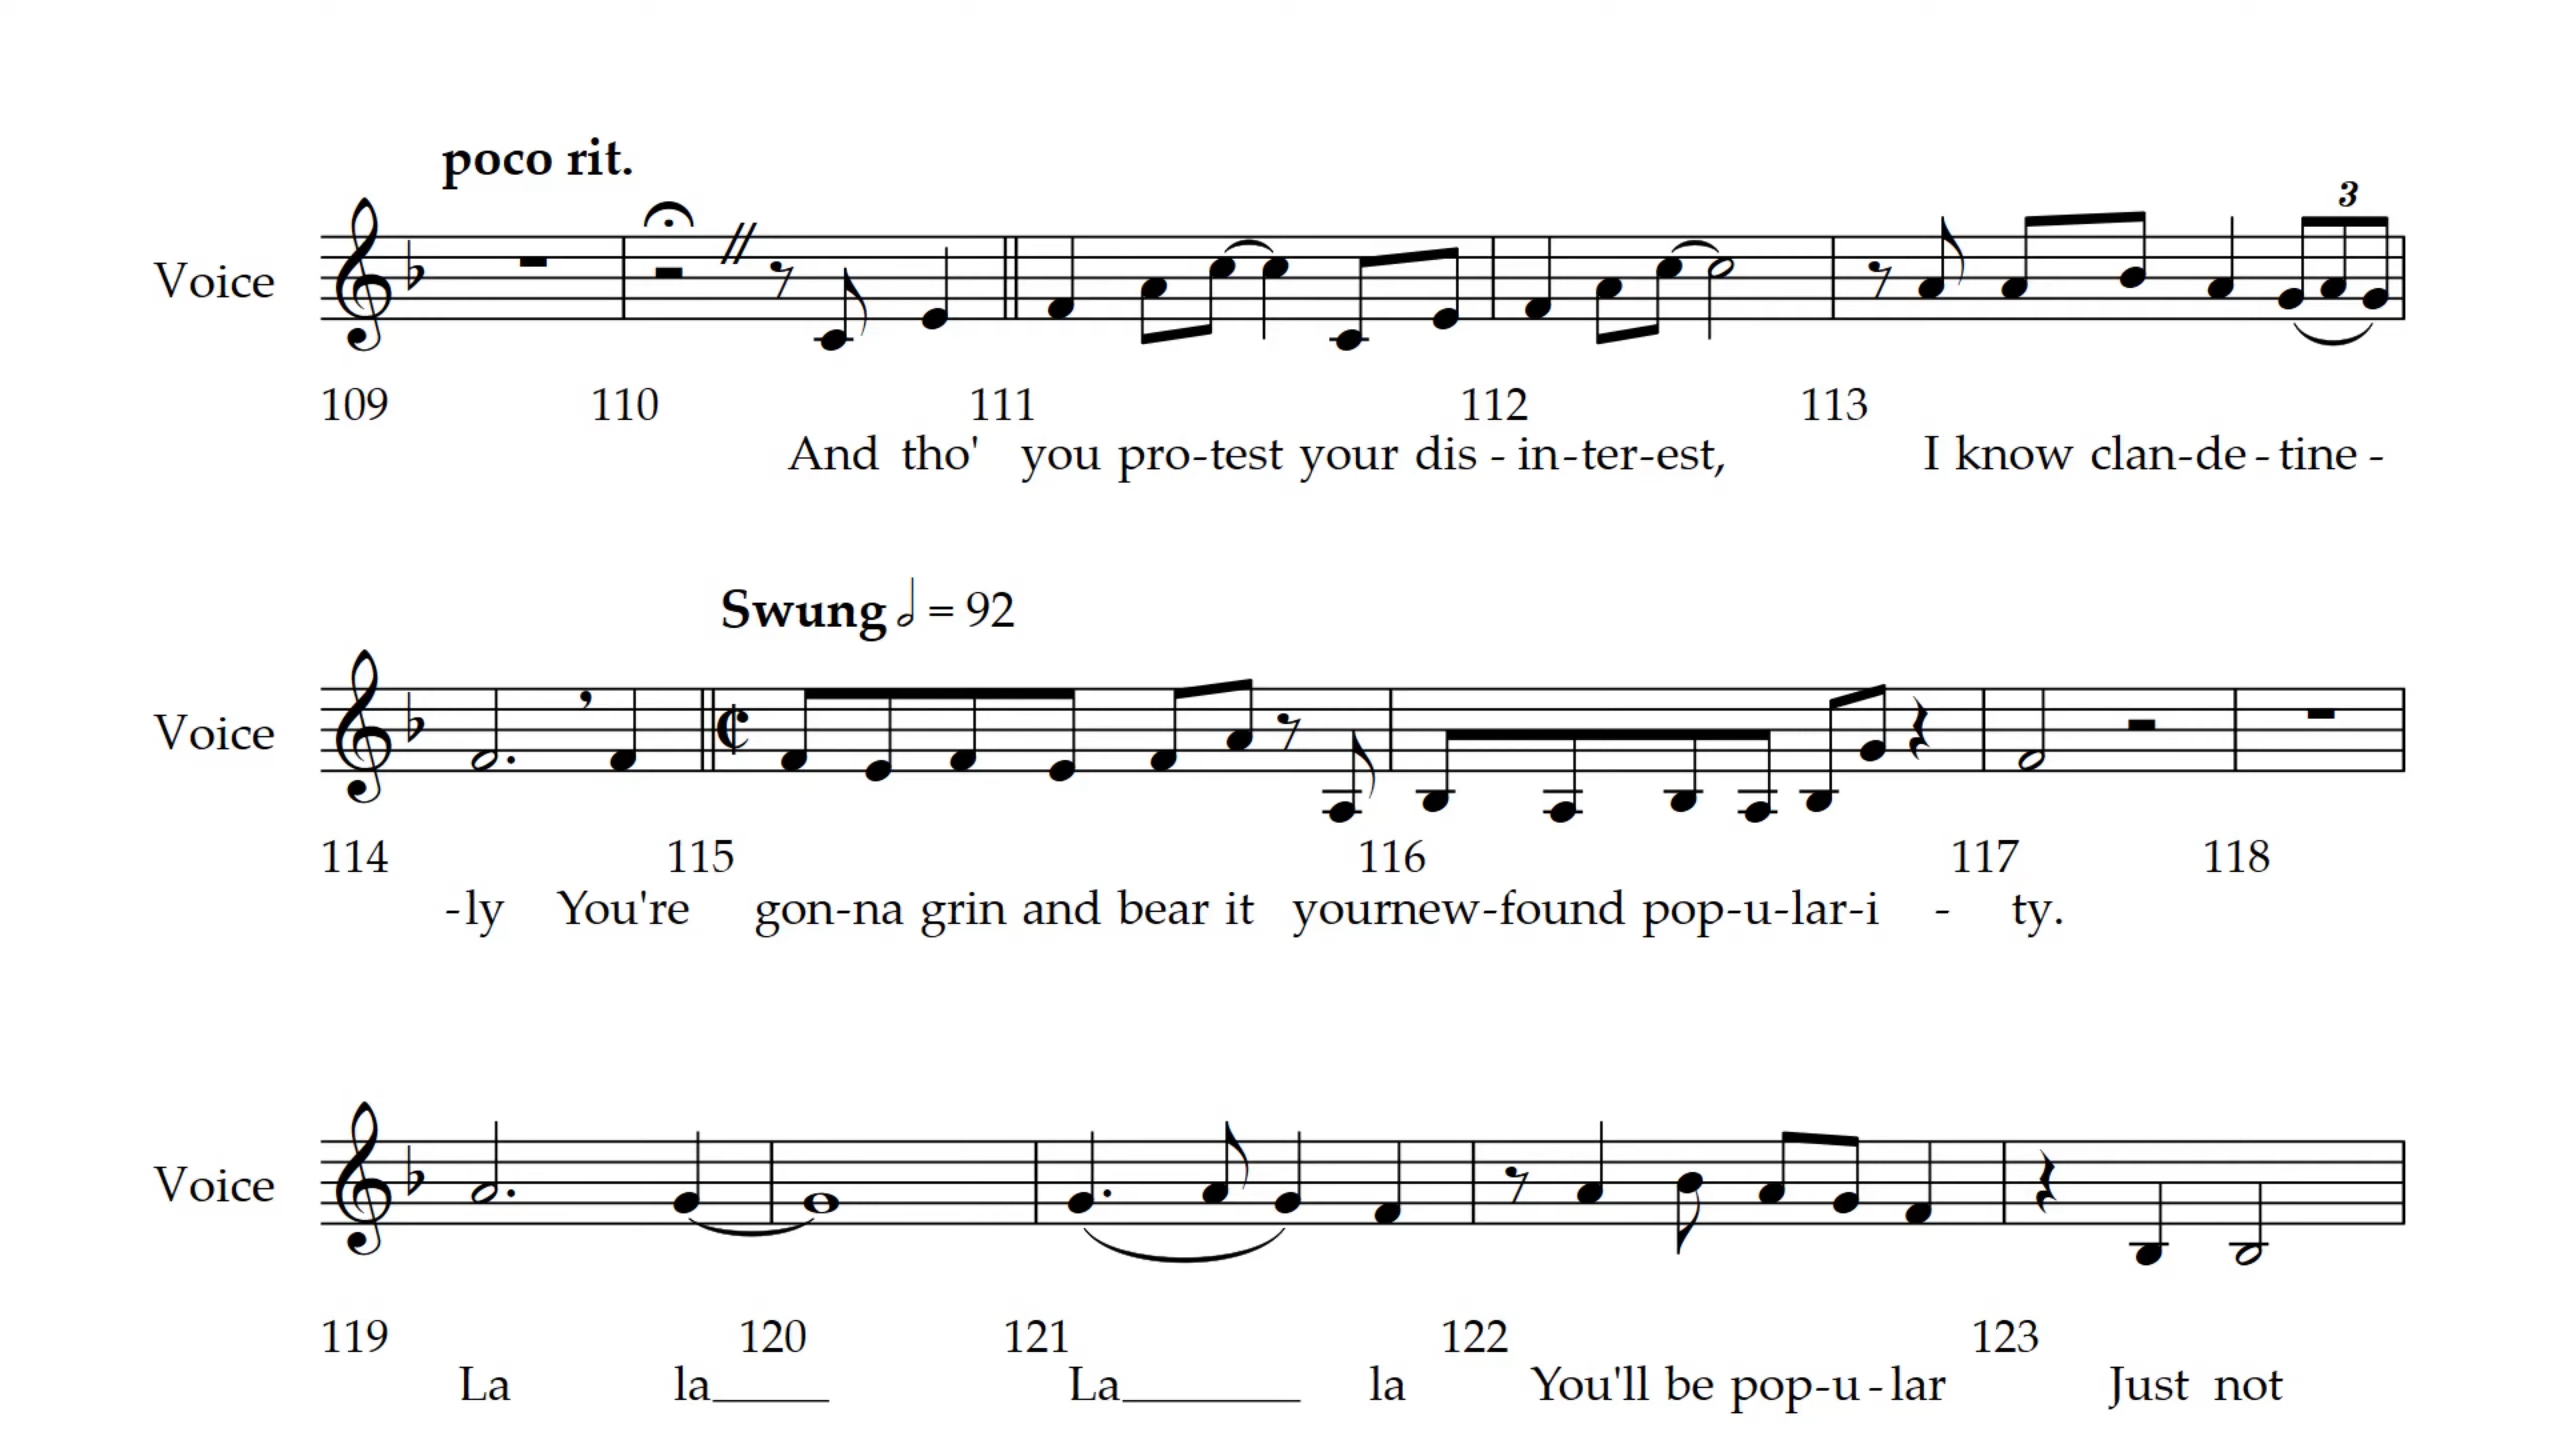 poco rit.
3
Voice
109 110 111 112 113
And tho' you pro-test your dis - in-ter-est, I know clan-de - tine -
Swung = 92
Voice
114 115 116 117 118
-ly You're gon-na grin and bear it yournew-found pop-u-lar-i - ty.
Voice
119 120 121 122 123
La la____ La______ la You'll be pop-u - lar Just not